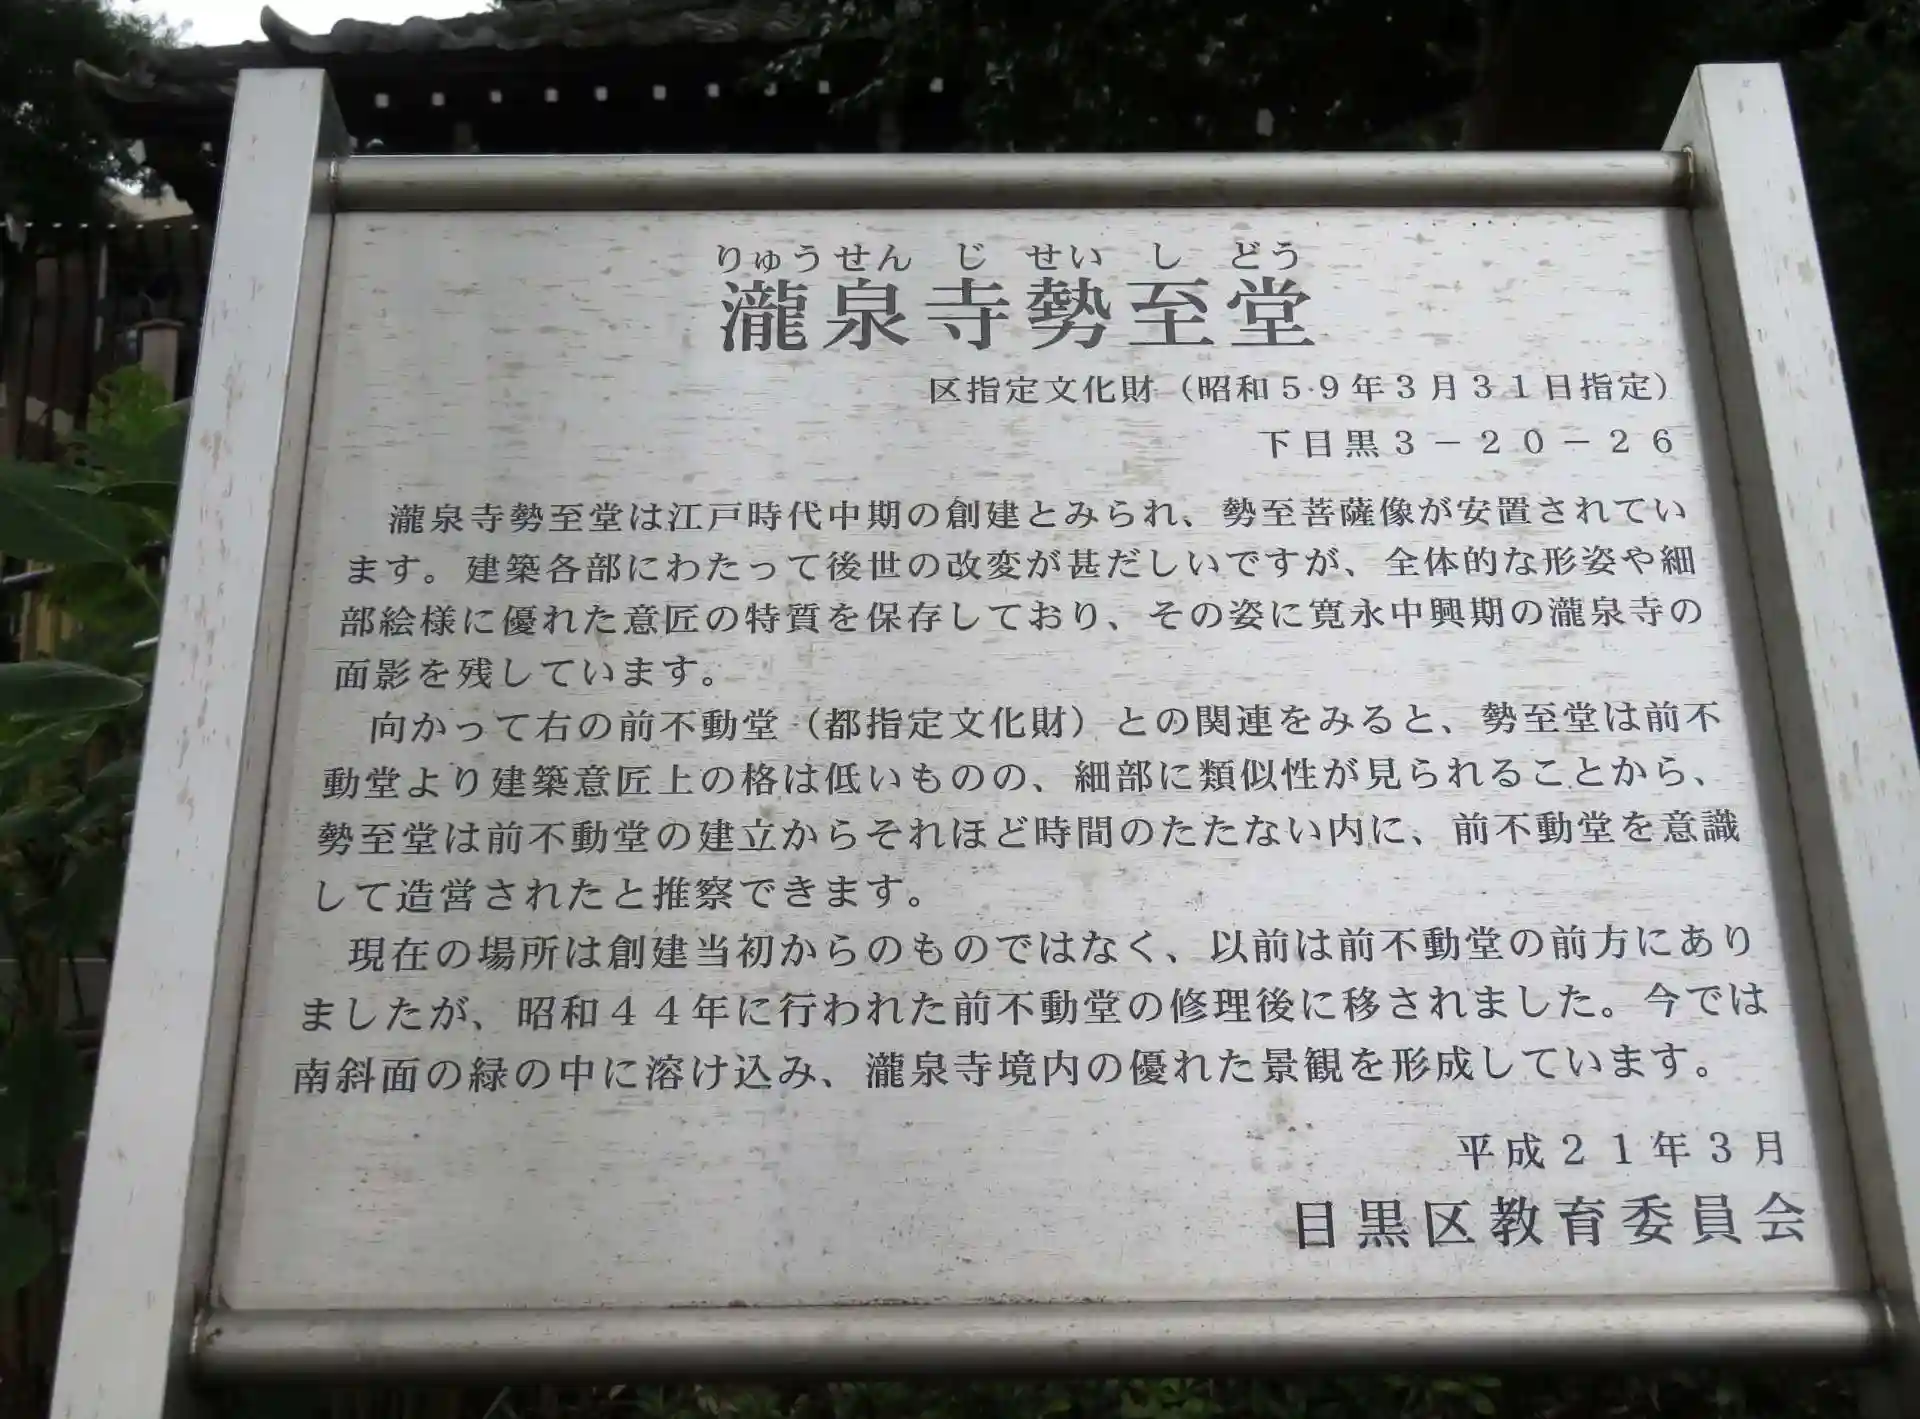 りゅうせん じ せい し どう
瀧泉寺勢至堂
区指定文化財（昭和５９年３月３１日指定）
下目黒３－２０－２６
瀧泉寺勢至堂は江戸時代中期の創建とみられ、勢至菩薩像が安置されてい
ます。建築各部にわたって後世の改変が甚だしいですが、全体的な形姿や細
部絵様に優れた意匠の特質を保存しており、その姿に寛永中興期の瀧泉寺の
面影を残しています。
向かって右の前不動堂（都指定文化財）との関連をみると、勢至堂は前不
動堂より建築意匠上の格は低いものの、細部に類似性が見られることから、
勢至堂は前不動堂の建立からそれほど時間のたたない内に、前不動堂を意識
して造営されたと推察できます。
現在の場所は創建当初からのものではなく、以前は前不動堂の前方にあり
ましたが、昭和４４年に行われた前不動堂の修理後に移されました。今では
南斜面の緑の中に溶け込み、瀧泉寺境内の優れた景観を形成しています。
平成２１年３月
目黒区教育委員会